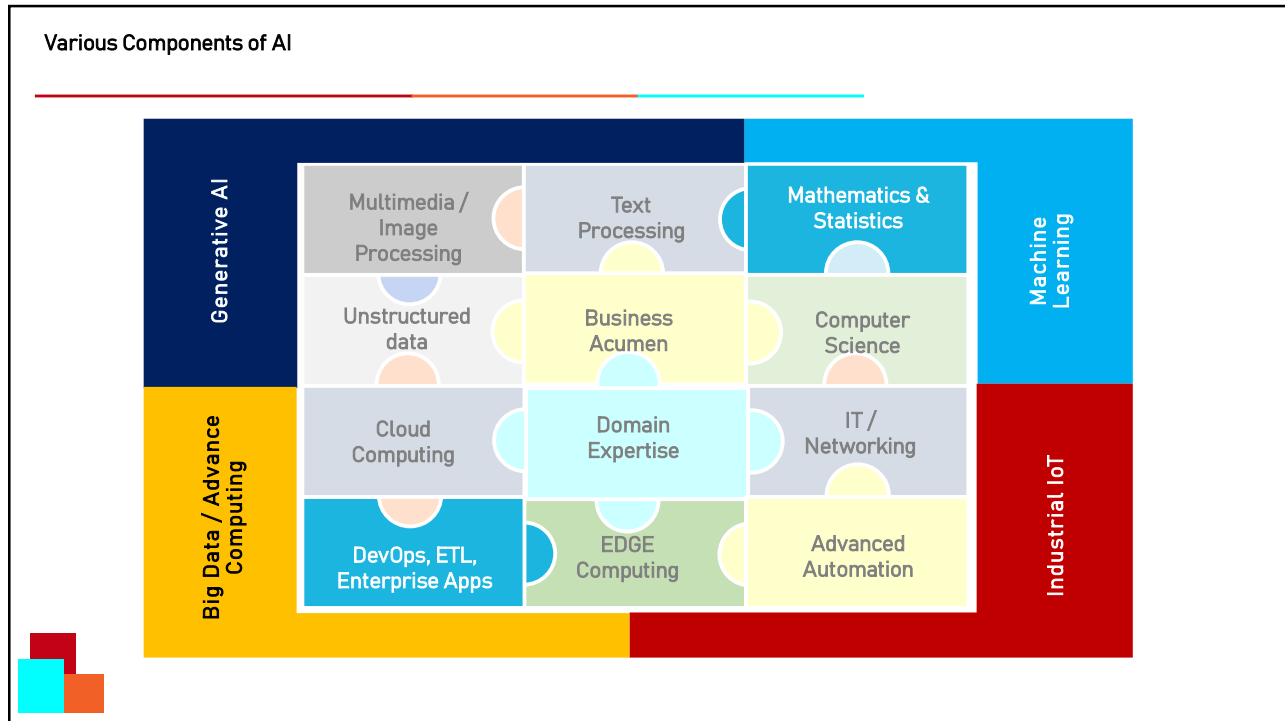 Various Components of AI
Generative AI
Multimedia /
Image
Processing
Text
Processing
Mathematics &
Statistics
Machine
Learning
Unstructured
data
Business
Acumen
Computer
Science
Big Data / Advance
Computing
Cloud
Computing
Domain
Expertise
IT /
Networking
Industrial IoT
DevOps, ETL,
Enterprise Apps
EDGE
Computing
Advanced
Automation